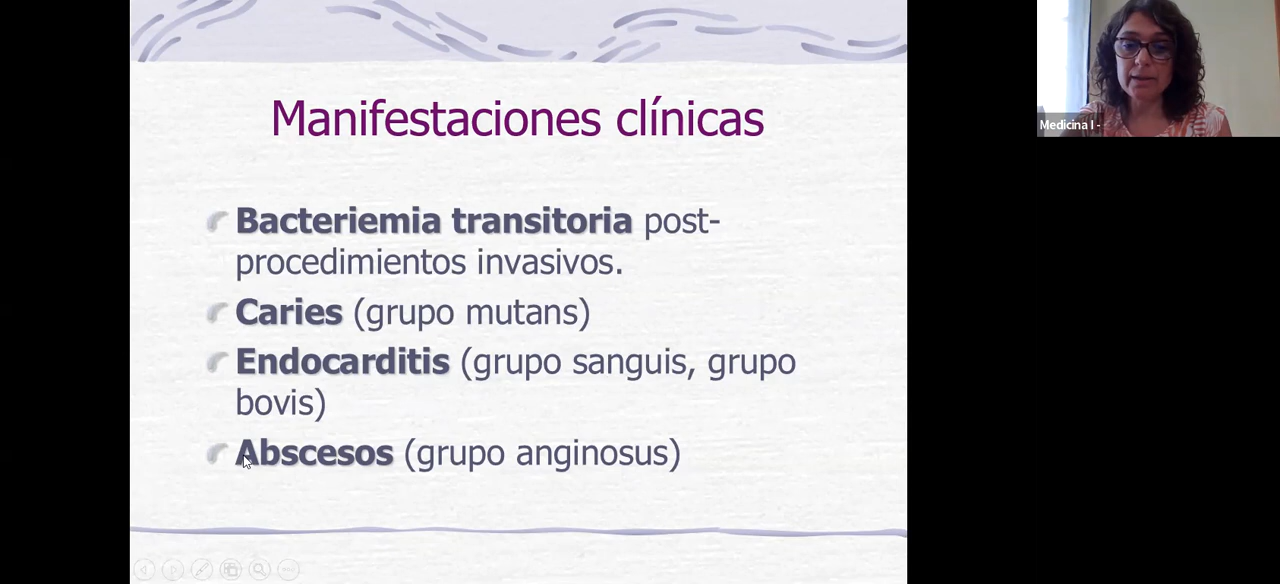 Manifestaciones clínicas
Bacteriemia transitoria post-
procedimientos invasivos.
Caries (grupo mutans)
Endocarditis (grupo sanguis, grupo
bovis)
Abscesos (grupo anginosus)
Medicina I -